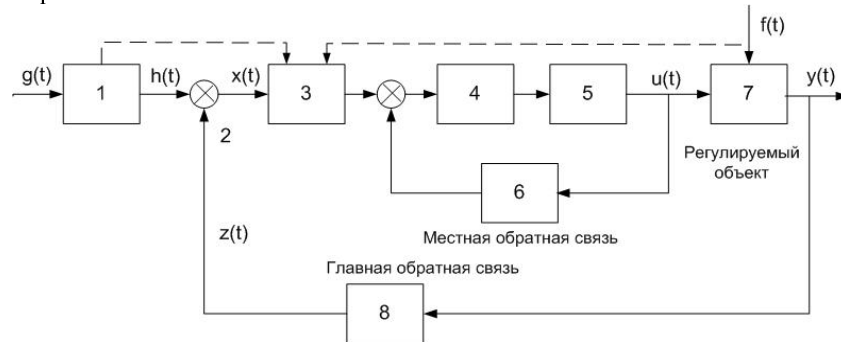 f(t)
g(t)
1
h(t)
x(t)
3
4
5
u(t)
7
y(t)
2
Регулируемый
объект
6
Местная обратная связь
z(t)
Главная обратная связь
8